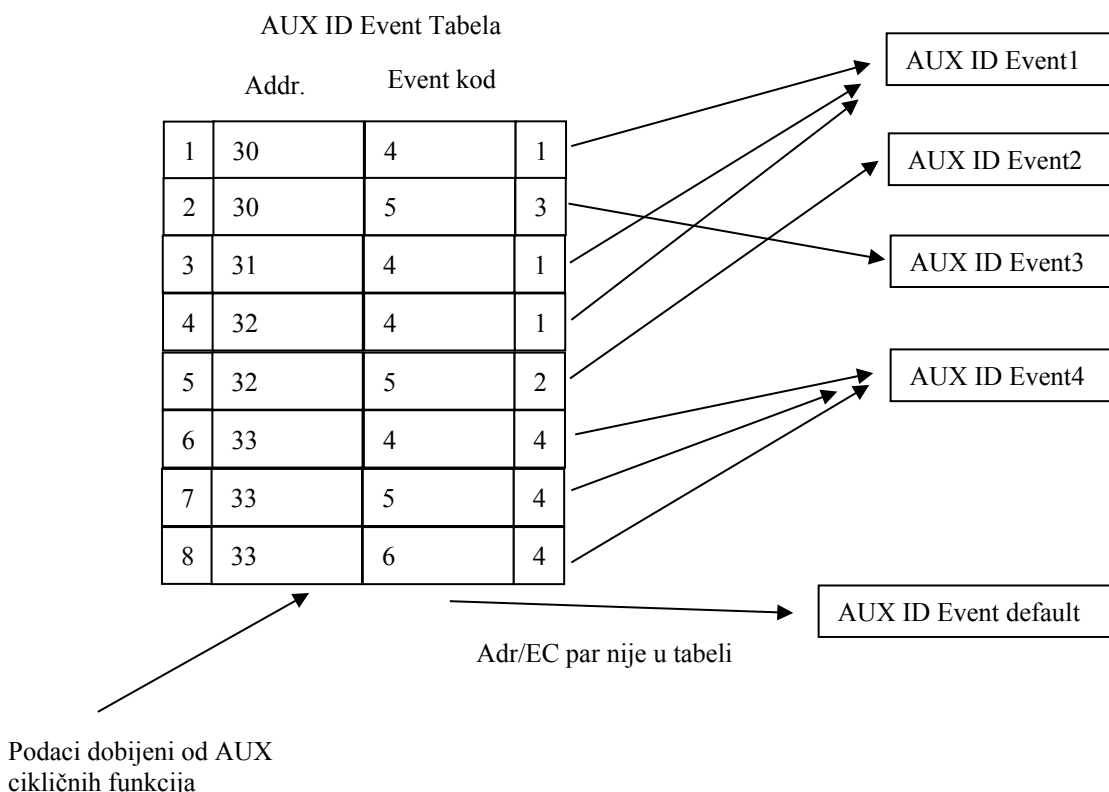 AUX ID Event Tabela
Addr. Event kod
1 30 4 1
2 30 5 3
3 31 4 1
4 32 4 1
5 32 5 2
6 33 4 4
7 33 5 4
8 33 6 4
AUX ID Event1
AUX ID Event2
AUX ID Event3
AUX ID Event4
AUX ID Event default
Adr/EC par nije u tabeli
Podaci dobijeni od AUX
cikličnih funkcija